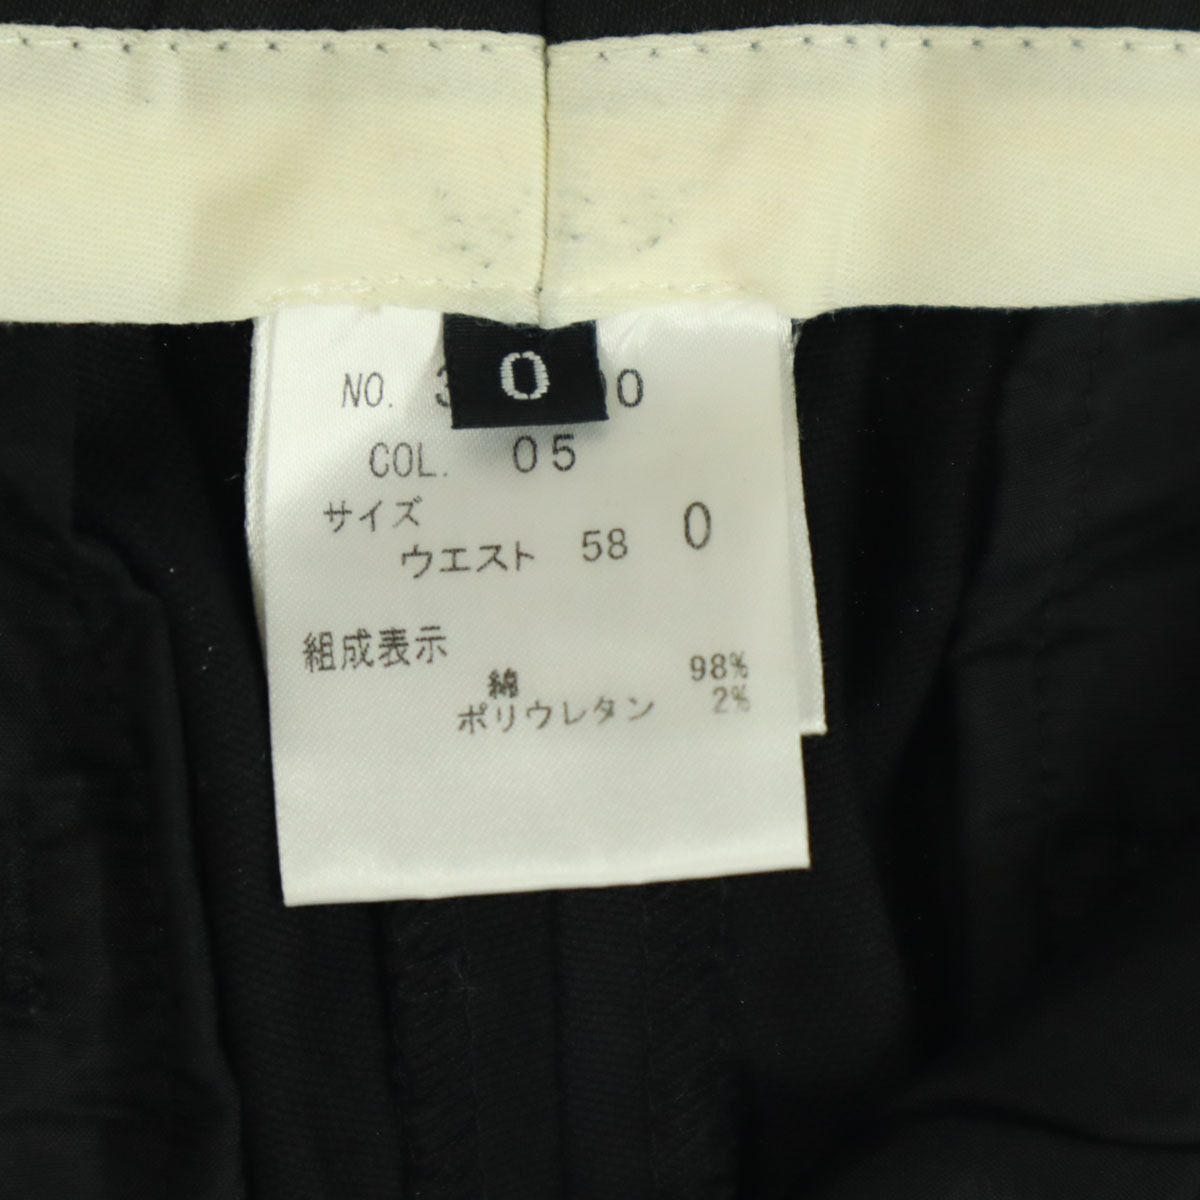 0
NO.
COL. 05
サイズ
ウエスト 58 0
組成表示
綿 98%
ポリウレタン 2%